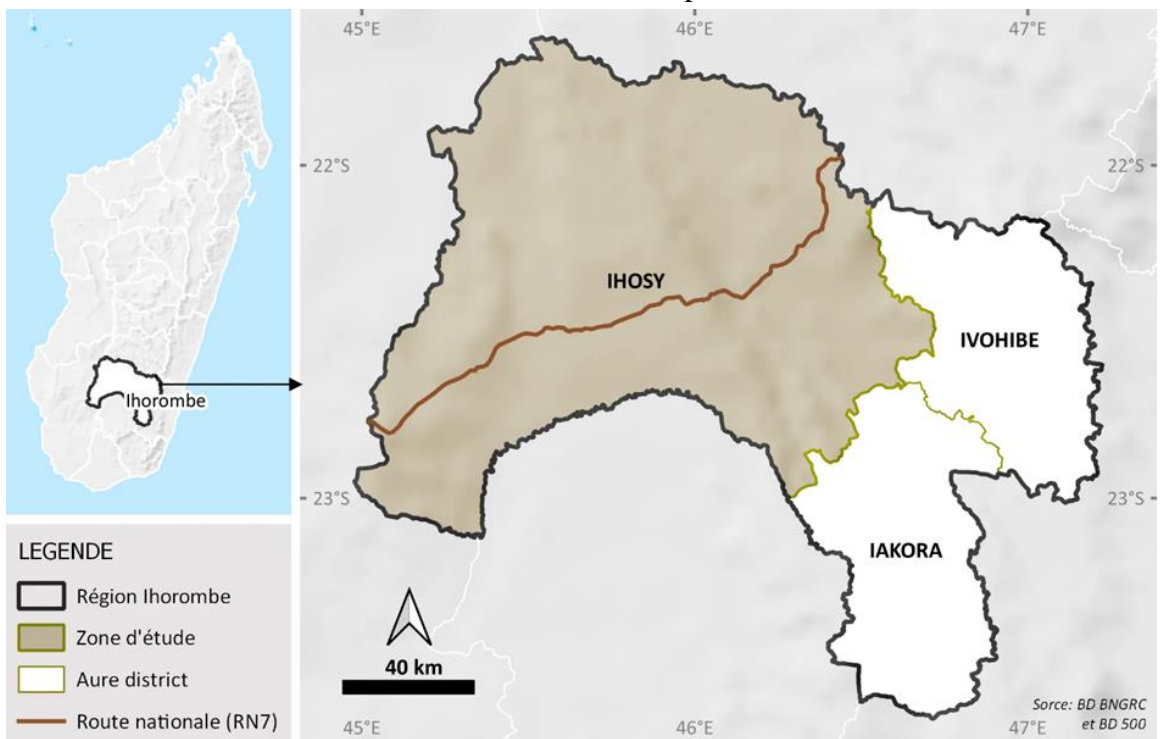 45°E
46°E
47°E
22°S
22°S
IHOSY
IVOHIBE
Ihorombe
23°S
23°S
IAKORA
LEGENDE
Région Ihorombe
Zone d'étude
Aure district
Route nationale (RN7)
40 km
Sorce: BD BNGRC
et BD 500
45°E
46°E
47°E